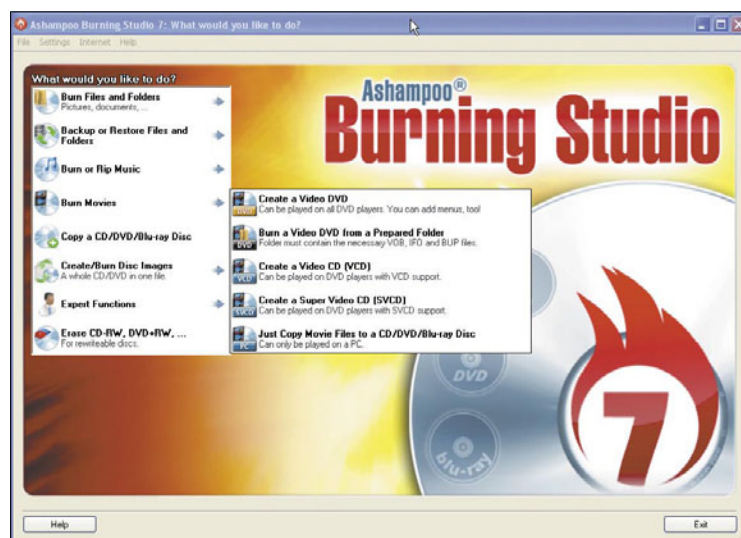 Ashampoo Burning Studio 7: What would you like to do?
File Settings Internet Help
What would you like to do?
Burn Files and Folders
Pictures, documents, ...
Backup or Restore Files and
Folders
Burn or Rip Music
Burn Movies
Copy a CD/DVD/Blu-ray Disc
Create/Burn Disc Images
A whole CD/DVD in one file.
Expert Functions
Erase CD-RW, DVD+RW, ...
For rewriteable discs.
Ashampoo®
Burning Studio
Create a Video DVD
Can be played on all DVD players. You can add menus, too!
DVD
Burn a Video DVD from a Prepared Folder
Folder must contain the necessary VOB, IFO and BUP files.
DVD
Create a Video CD (VCD)
Can be played on DVD players with VCD support.
VCD
Create a Super Video CD (SVCD)
Can be played on DVD players with SVCD support.
SVCD
Just Copy Movie Files to a CD/DVD/Blu-ray Disc
Can only be played on a PC.
PC
DVD
blu-ray
7
Help
Exit